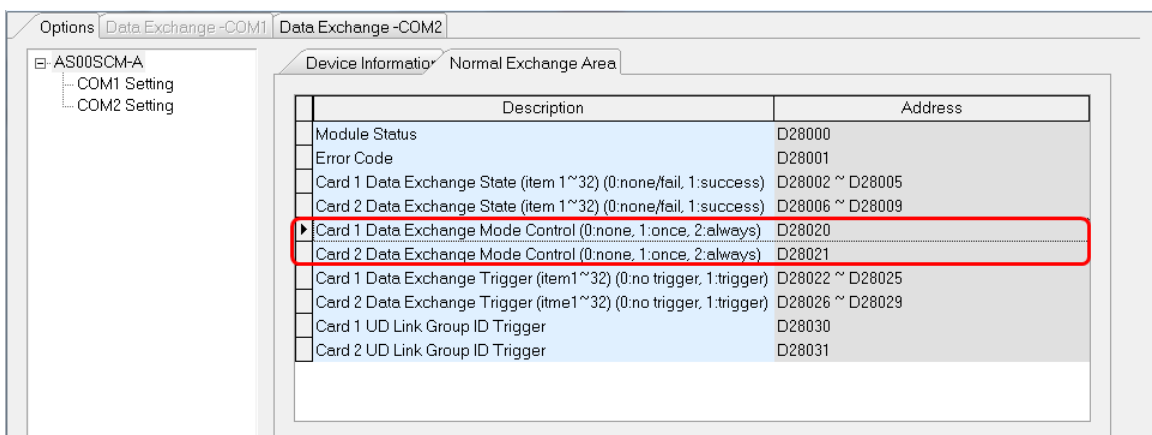 Options Data Exchange -COM1 Data Exchange -COM2
AS00SCM-A
COM1 Setting
COM2 Setting
Device Information Normal Exchange Area
Description Address
Module Status D28000
Error Code D28001
Card 1 Data Exchange State (item 1~32) (0:none/fail, 1:success) D28002 ~ D28005
Card 2 Data Exchange State (item 1~32) (0:none/fail, 1:success) D28006 ~ D28009
Card 1 Data Exchange Mode Control (0:none, 1:once, 2:always) D28020
Card 2 Data Exchange Mode Control (0:none, 1:once, 2:always) D28021
Card 1 Data Exchange Trigger (item1~32) (0:no trigger, 1:trigger) D28022 ~ D28025
Card 2 Data Exchange Trigger (itme1~32) (0:no trigger, 1:trigger) D28026 ~ D28029
Card 1 UD Link Group ID Trigger D28030
Card 2 UD Link Group ID Trigger D28031